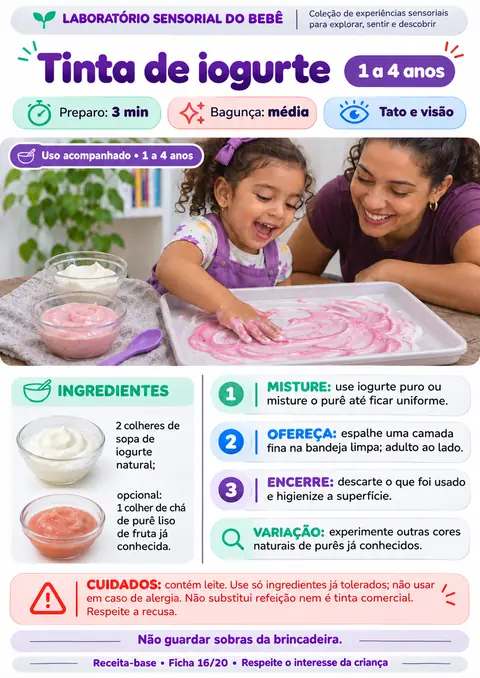 LABORATÓRIO SENSORIAL DO BEBÊ
Coleção de experiências sensoriais
para explorar, sentir e descobrir
Tinta de iogurte
1 a 4 anos
Preparo: 3 min
Bagunça: média
Tato e visão
Uso acompanhado • 1 a 4 anos
INGREDIENTES
2 colheres de
sopa de
iogurte
natural;
opcional:
1 colher de chá
de purê liso
de fruta já
conhecida.
1
MISTURE: use iogurte puro ou
misture o purê até ficar uniforme.
2
OFEREÇA: espalhe uma camada
fina na bandeja limpa; adulto ao lado.
3
ENCERRE: descarte o que foi usado
e higienize a superfície.
VARIAÇÃO: experimente outras cores
naturais de purês já conhecidos.
CUIDADOS: contém leite. Use só ingredientes já tolerados; não usar
em caso de alergia. Não substitui refeição nem é tinta comercial.
Respeite a recusa.
Não guardar sobras da brincadeira.
Receita-base • Ficha 16/20 • Respeite o interesse da criança